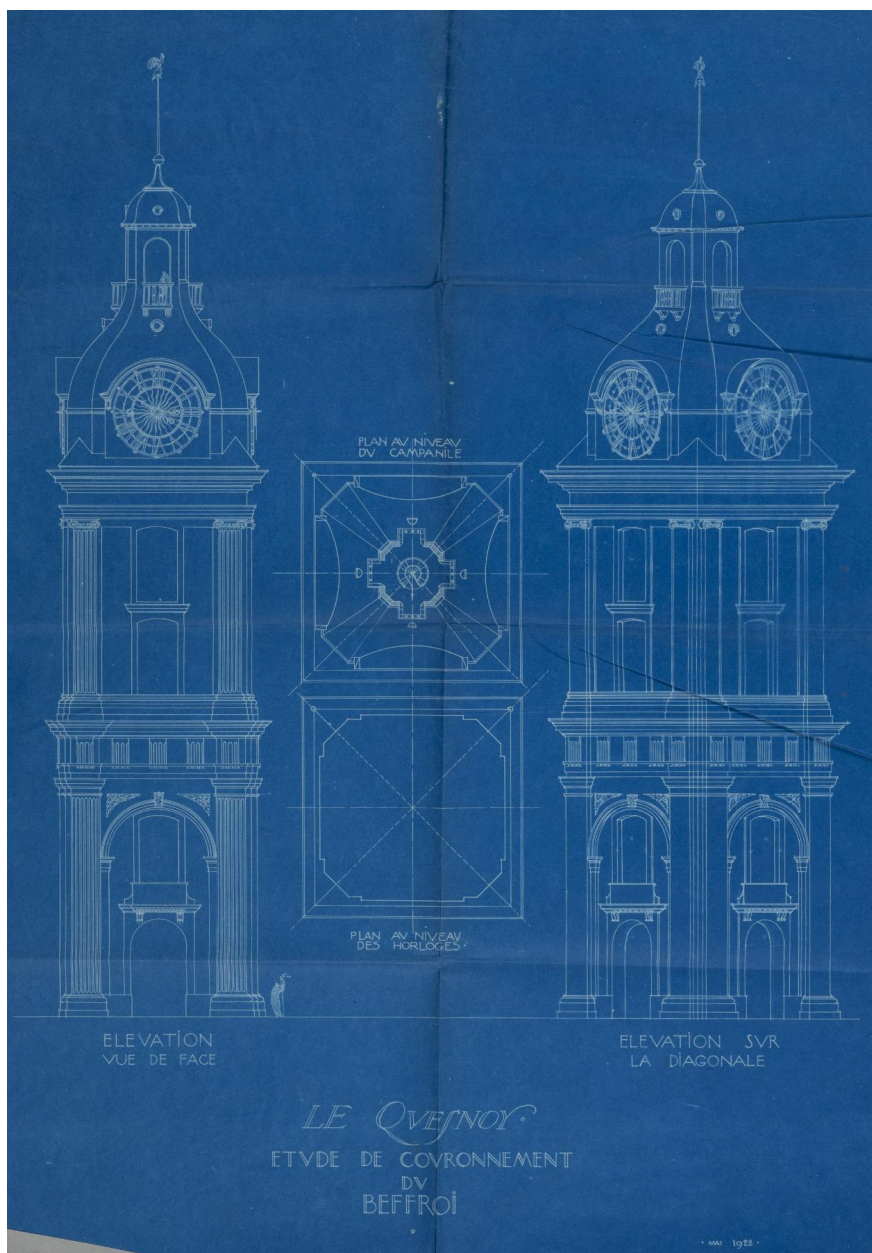 PLAN AV NIVEAV
DV CAMPANILE
PLAN AV NIVEAV
DES HORLOGES
ELEVATION
VUE DE FACE
ELEVATION SVR
LA DIAGONALE
LE QVESNOY
ETVDE DE COVRONNEMENT
DV
BEFFROI
· MAI 1922 ·